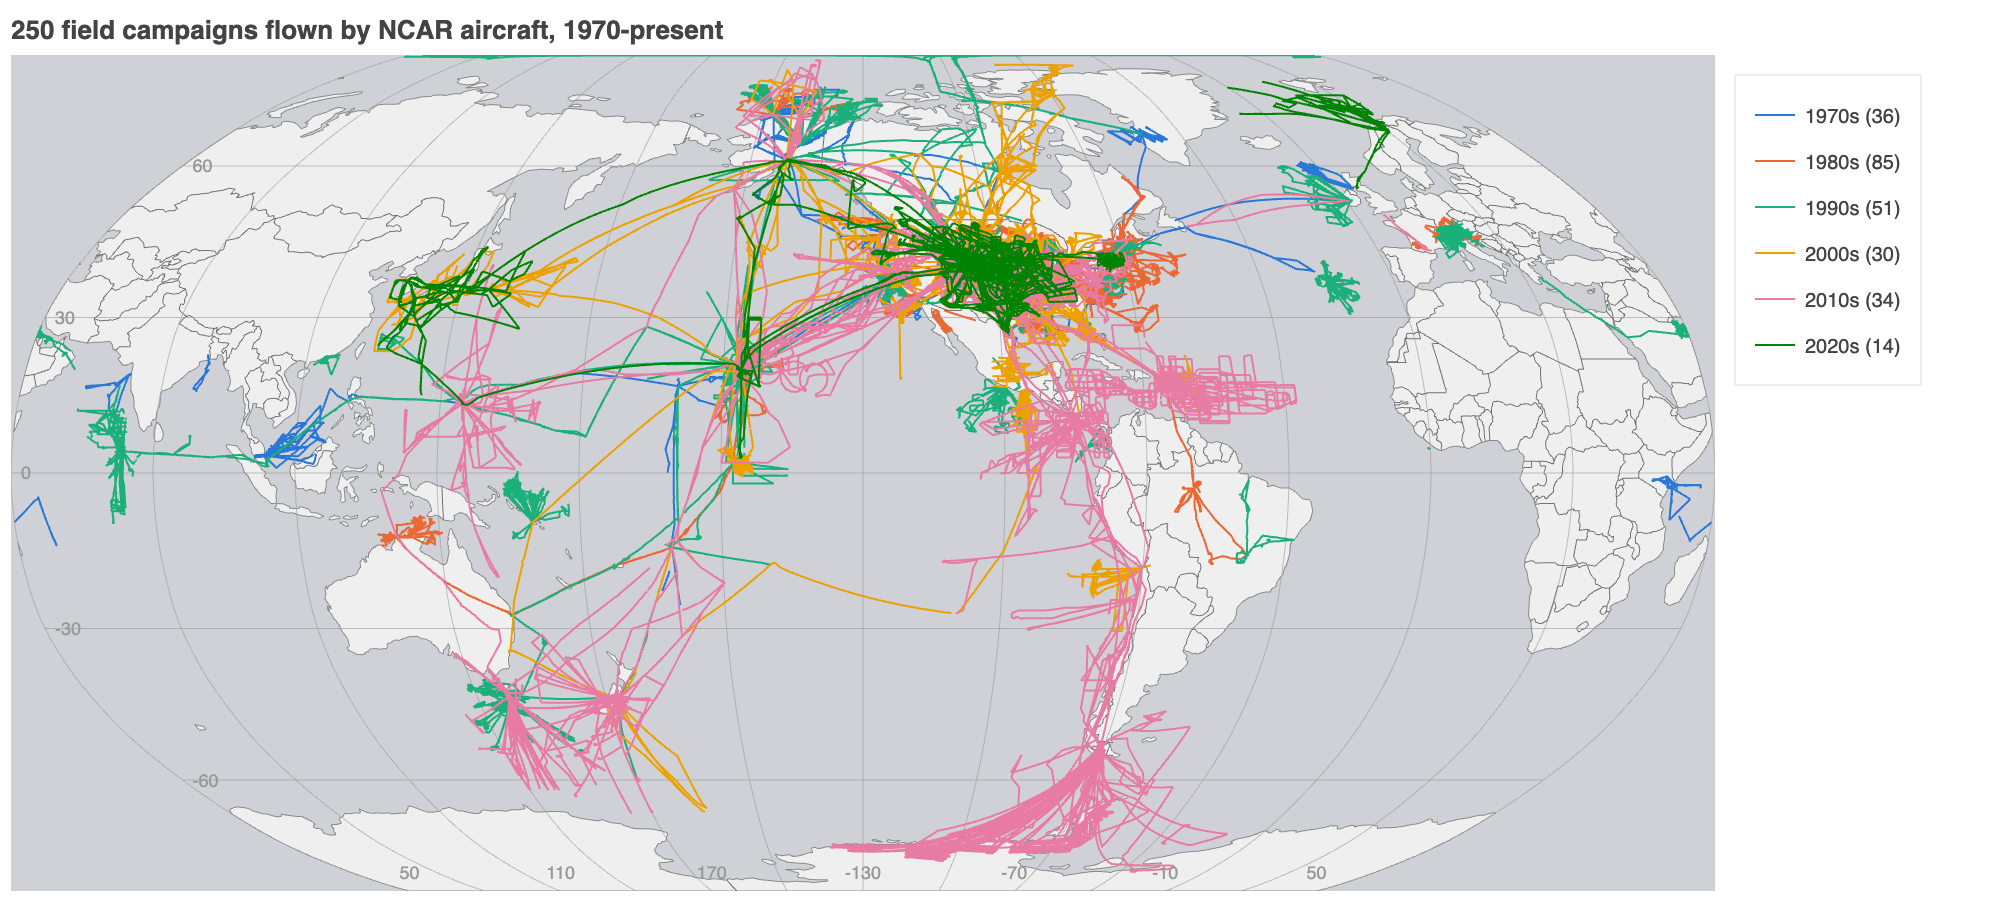 250 field campaigns flown by NCAR aircraft, 1970-present
1970s (36)
1980s (85)
1990s (51)
2000s (30)
2010s (34)
2020s (14)
60
30
0
-30
-60
50
110
170
-130
-70
-10
50